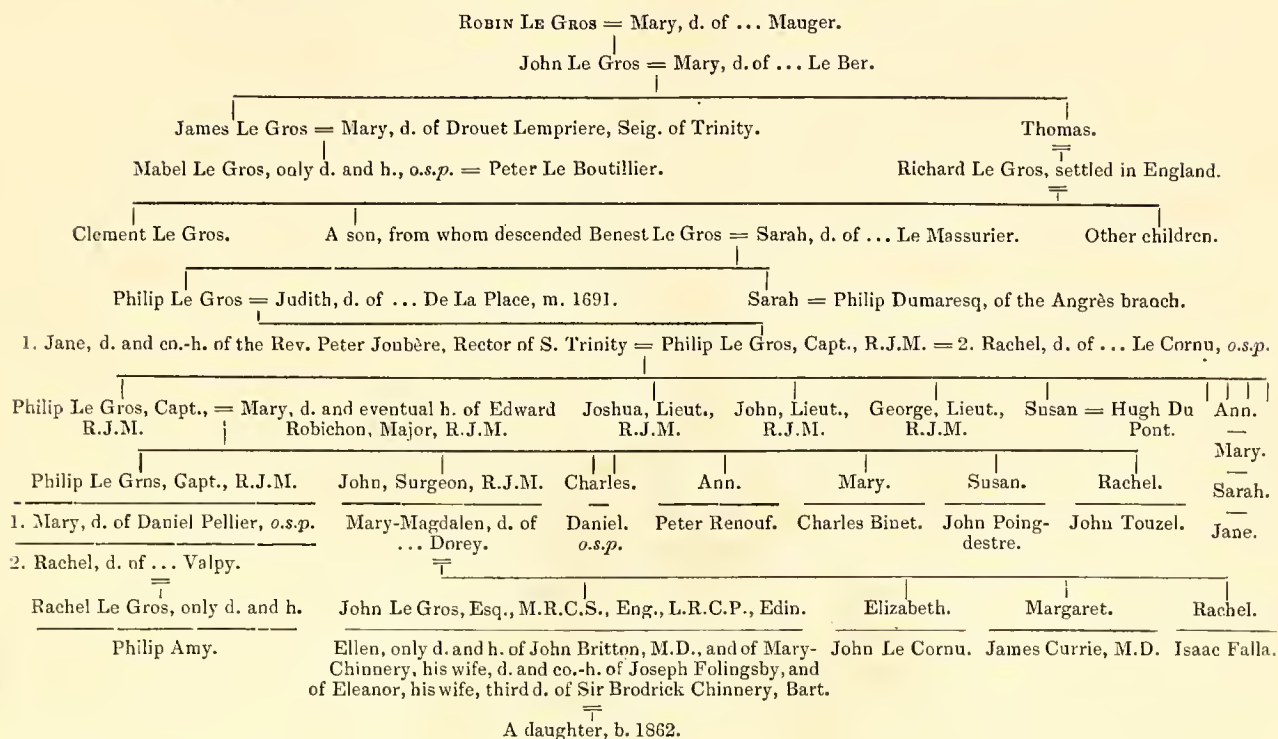 ROBIN LE GROS = Mary, d. of ... Mauger.
John Le Gros = Mary, d. of ... Le Ber.
James Le Gros = Mary, d. of Drouet Lempriere, Seig. of Trinity. Thomas.
Mabel Le Gros, only d. and h., o.s.p. = Peter Le Boutillier. Richard Le Gros, settled in England.
Clement Le Gros. A son, from whom descended Benest Le Gros = Sarah, d. of ... Le Massurier. Other children.
Philip Le Gros = Judith, d. of ... De La Place, m. 1691. Sarah = Philip Dumaresq, of the Angrès branch.
1. Jane, d. and co.-h. of the Rev. Peter Joubère, Rector of S. Trinity = Philip Le Gros, Capt., R.J.M. = 2. Rachel, d. of ... Le Cornu, o.s.p.
Philip Le Gros, Capt., = Mary, d. and eventual h. of Edward Joshua, Lieut., John, Lieut., George, Lieut., Susan = Hugh Du Ann.
R.J.M. Robichon, Major, R.J.M. R.J.M. R.J.M. R.J.M. Pont.
Mary.
Philip Le Gros, Capt., R.J.M. John, Surgeon, R.J.M. Charles. Ann. Mary. Susan. Rachel. Sarah.
1. Mary, d. of Daniel Pellier, o.s.p. Mary-Magdalen, d. of Daniel. Peter Renouf. Charles Binet. John Poing- John Touzel. Jane.
... Dorey. o.s.p. destre.
2. Rachel, d. of ... Valpy.
Rachel Le Gros, only d. and h. John Le Gros, Esq., M.R.C.S., Eng., L.R.C.P., Edin. Elizabeth. Margaret. Rachel.
Philip Amy. Ellen, only d. and h. of John Britton, M.D., and of Mary- John Le Cornu. James Currie, M.D. Isaac Falla.
Chinnery, his wife, d. and co.-h. of Joseph Folingsby, and
of Eleanor, his wife, third d. of Sir Brodrick Chinnery, Bart.
A daughter, b. 1862.